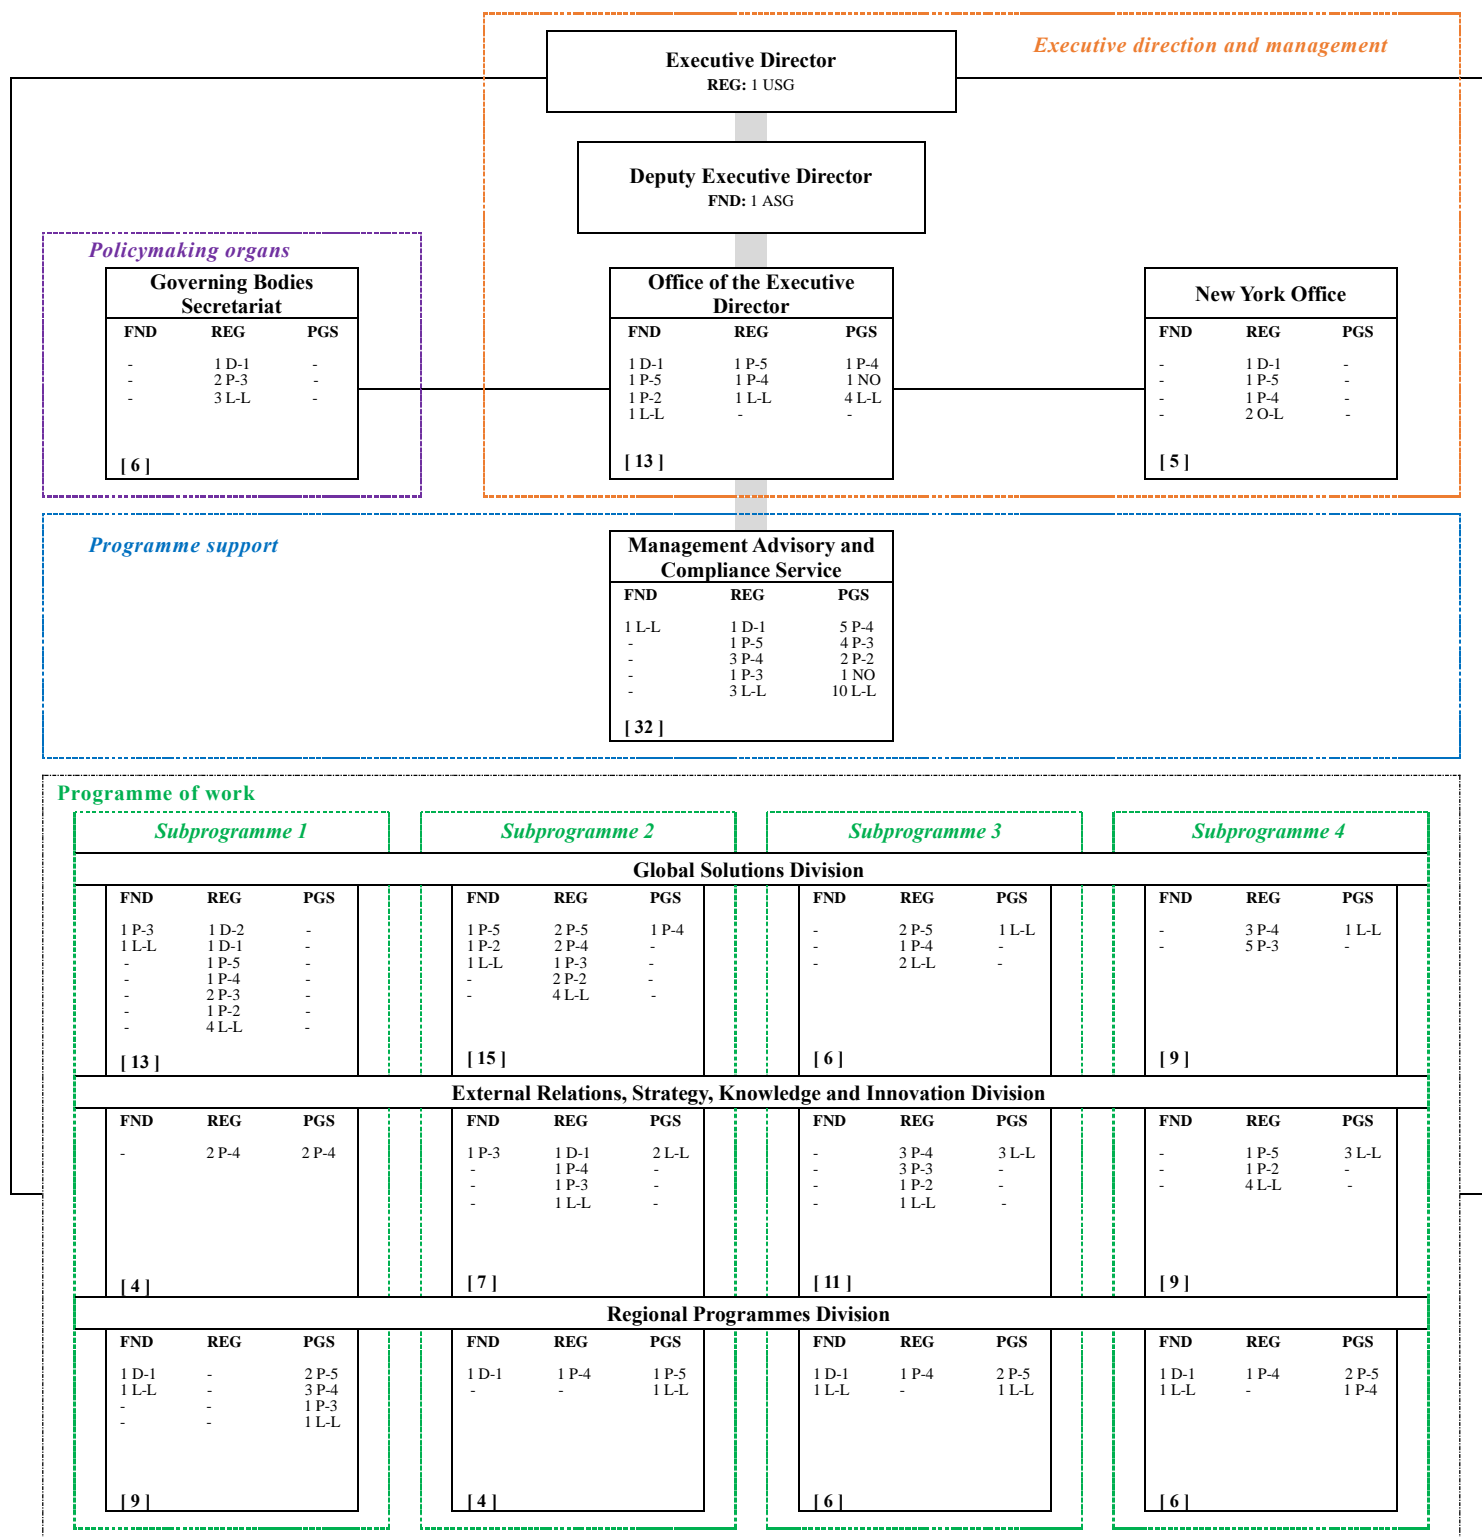 Executive direction and management
Executive Director
REG: 1 USG
Deputy Executive Director
FND: 1 ASG
Policymaking organs
Governing Bodies
Secretariat
FND REG PGS
- 1 D-1 -
- 2 P-3 -
- 3 L-L -
[ 6 ]
Office of the Executive
Director
FND REG PGS
1 D-1 1 P-5 1 P-4
1 P-5 1 P-4 1 NO
1 P-2 1 L-L 4 L-L
1 L-L - -
[ 13 ]
New York Office
FND REG PGS
- 1 D-1 -
- 1 P-5 -
- 1 P-4 -
- 2 O-L -
[ 5 ]
Programme support
Management Advisory and
Compliance Service
FND REG PGS
1 L-L 1 D-1 5 P-4
- 1 P-5 4 P-3
- 3 P-4 2 P-2
- 1 P-3 1 NO
- 3 L-L 10 L-L
[ 32 ]
Programme of work
Subprogramme 1
Subprogramme 2
Subprogramme 3
Subprogramme 4
Global Solutions Division
FND REG PGS
1 P-3 1 D-2 -
1 L-L 1 D-1 -
- 1 P-5 -
- 1 P-4 -
- 2 P-3 -
- 1 P-2 -
- 4 L-L -
[ 13 ]
FND REG PGS
1 P-5 2 P-5 1 P-4
1 P-2 2 P-4 -
1 L-L 1 P-3 -
- 2 P-2 -
- 4 L-L -
[ 15 ]
FND REG PGS
- 2 P-5 1 L-L
- 1 P-4 -
- 2 L-L -
[ 6 ]
FND REG PGS
- 3 P-4 1 L-L
- 5 P-3 -
[ 9 ]
External Relations, Strategy, Knowledge and Innovation Division
FND REG PGS
- 2 P-4 2 P-4
[ 4 ]
FND REG PGS
1 P-3 1 D-1 2 L-L
- 1 P-4 -
- 1 P-3 -
- 1 L-L -
[ 7 ]
FND REG PGS
- 3 P-4 3 L-L
- 3 P-3 -
- 1 P-2 -
- 1 L-L -
[ 11 ]
FND REG PGS
- 1 P-5 3 L-L
- 1 P-2 -
- 4 L-L -
[ 9 ]
Regional Programmes Division
FND REG PGS
1 D-1 - 2 P-5
1 L-L - 3 P-4
- - 1 P-3
- - 1 L-L
[ 9 ]
FND REG PGS
1 D-1 1 P-4 1 P-5
- - 1 L-L
[ 4 ]
FND REG PGS
1 D-1 1 P-4 2 P-5
1 L-L - 1 L-L
[ 6 ]
FND REG PGS
1 D-1 1 P-4 2 P-5
1 L-L - 1 P-4
[ 6 ]